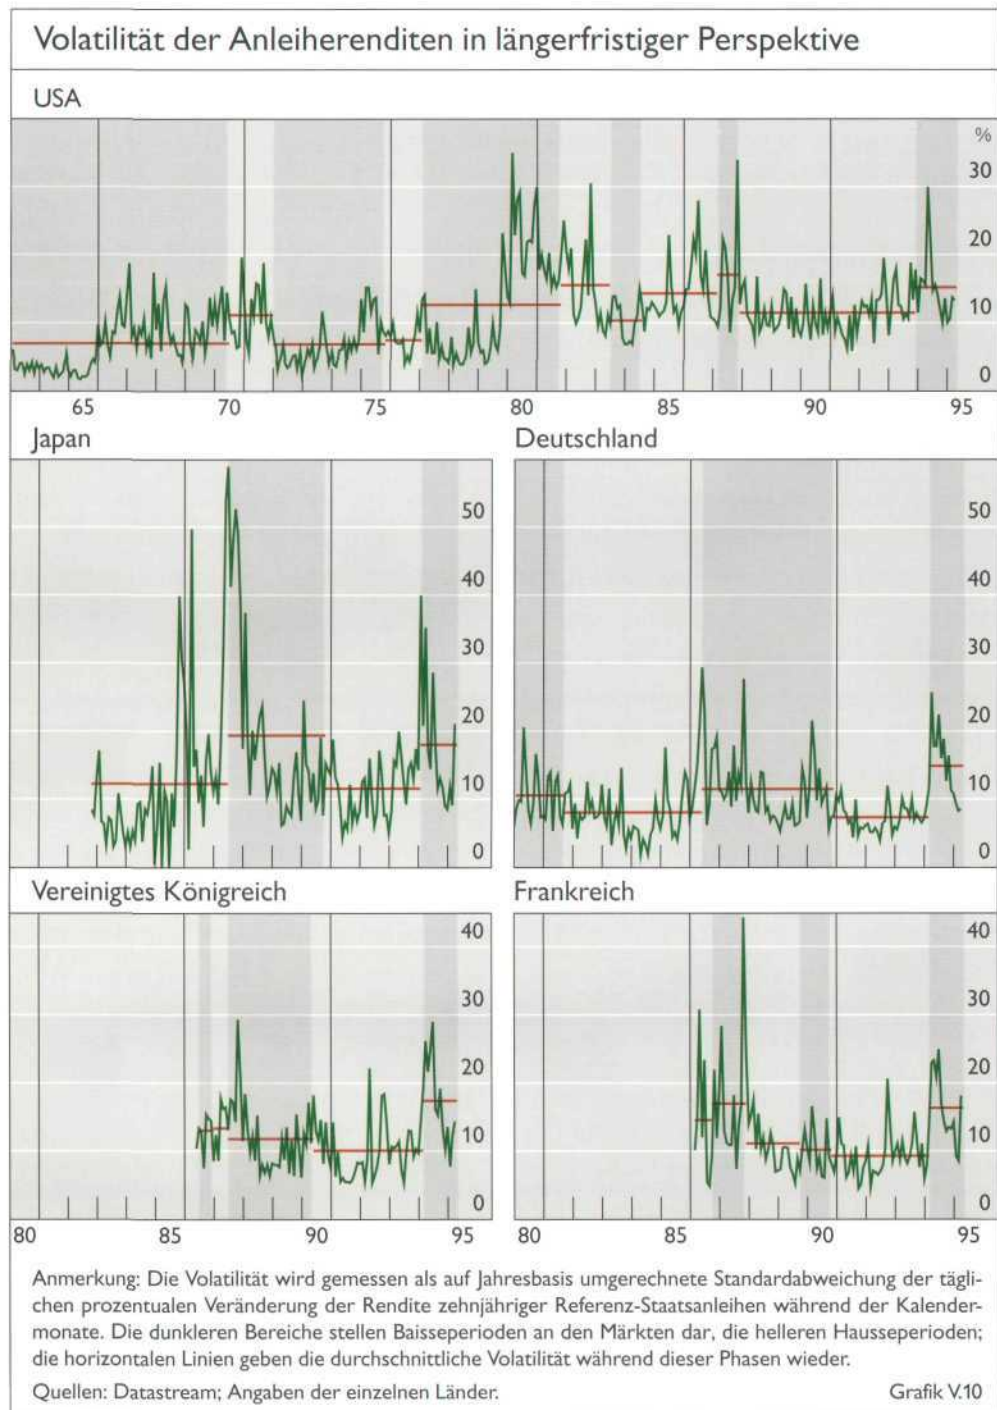 Volatilität der Anleiherenditen in längerfristiger Perspektive
USA
%
30
20
10
0
65 70 75 80 85 90 95
Japan Deutschland
50 50
40 40
30 30
20 20
10 10
0 0
Vereinigtes Königreich Frankreich
40 40
30 30
20 20
10 10
0 0
80 85 90 95 80 85 90 95
Anmerkung: Die Volatilität wird gemessen als auf Jahresbasis umgerechnete Standardabweichung der tägli-
chen prozentualen Veränderung der Rendite zehnjähriger Referenz-Staatsanleihen während der Kalender-
monate. Die dunkleren Bereiche stellen Baisseperioden an den Märkten dar, die helleren Hausseperioden;
die horizontalen Linien geben die durchschnittliche Volatilität während dieser Phasen wieder.
Quellen: Datastream; Angaben der einzelnen Länder. Grafik V.10